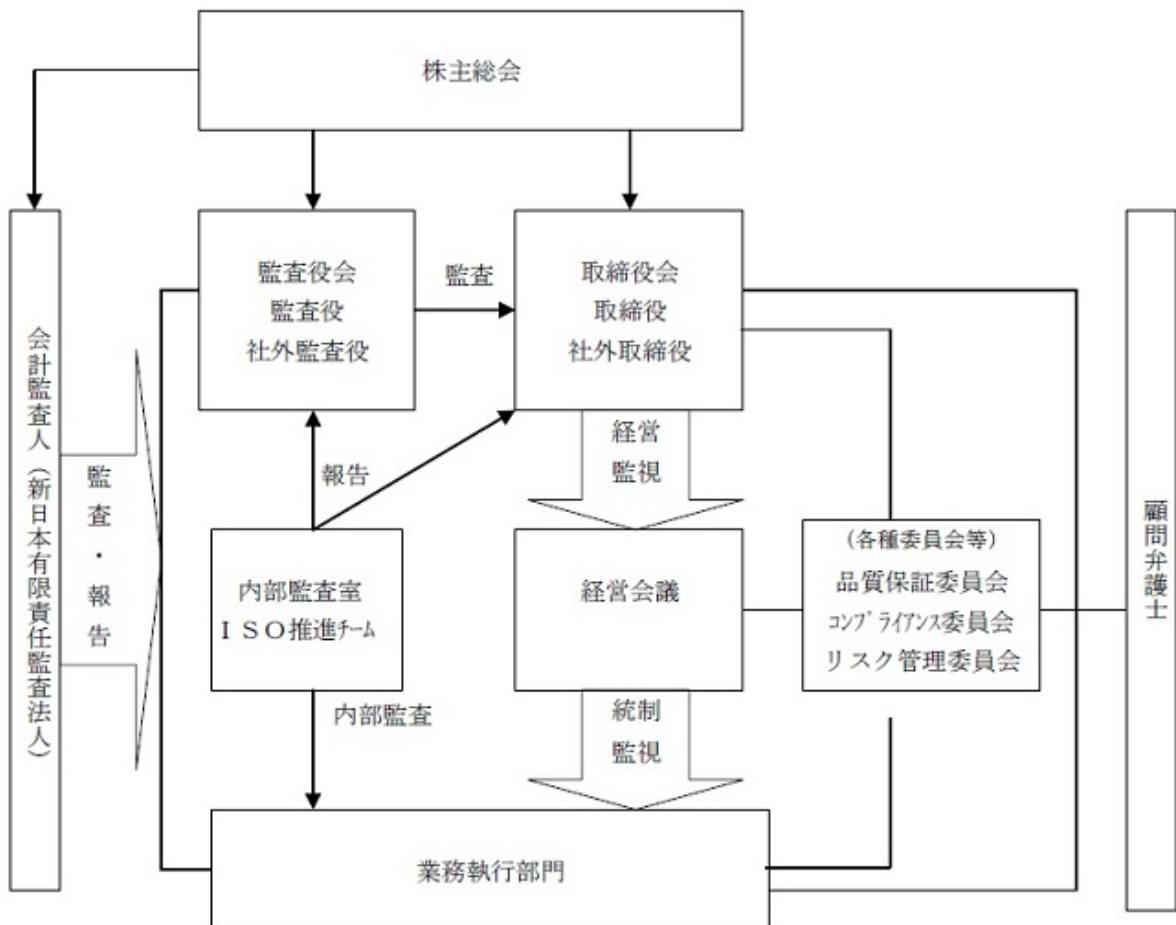 株主総会
監査役会
監査役
社外監査役
監査
取締役会
取締役
社外取締役
会計監査人（新日本有限責任監査法人）
監査・報告
報告
経営
監視
内部監査室
ＩＳＯ推進ﾁｰﾑ
経営会議
（各種委員会等）
品質保証委員会
ｺﾝﾌﾟﾗｲｱﾝｽ委員会
リスク管理委員会
顧問弁護士
内部監査
統制
監視
業務執行部門